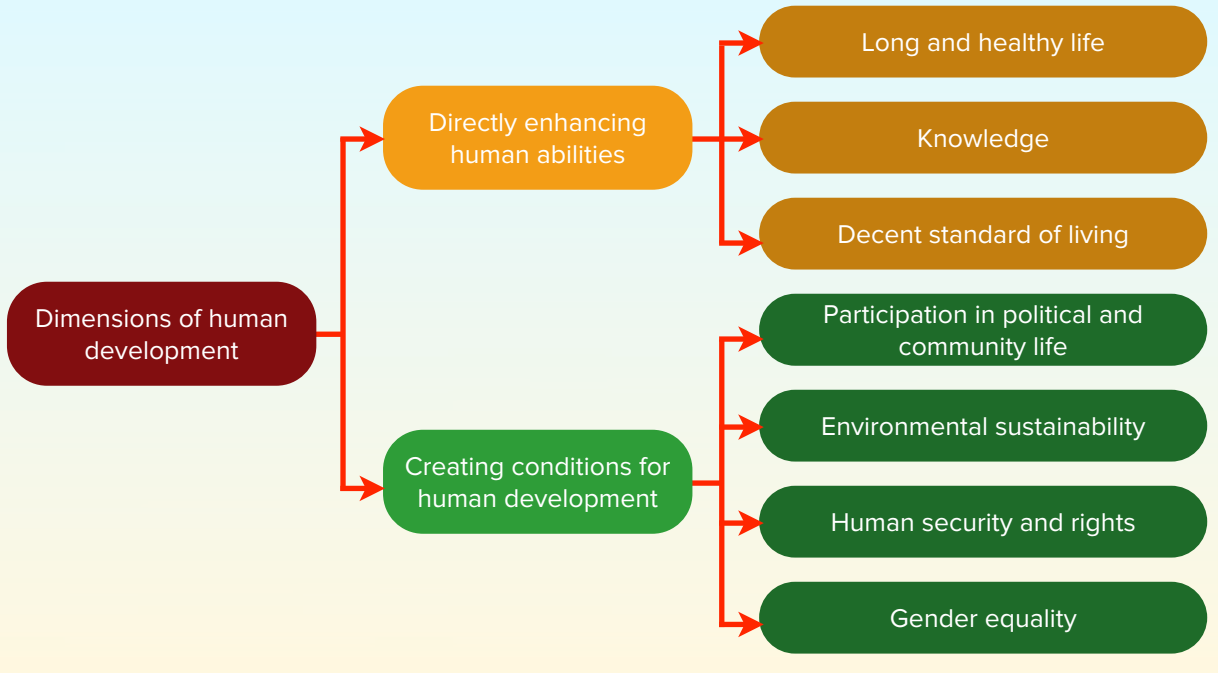 Dimensions of human
development
Directly enhancing
human abilities
Long and healthy life
Knowledge
Decent standard of living
Creating conditions for
human development
Participation in political and
community life
Environmental sustainability
Human security and rights
Gender equality